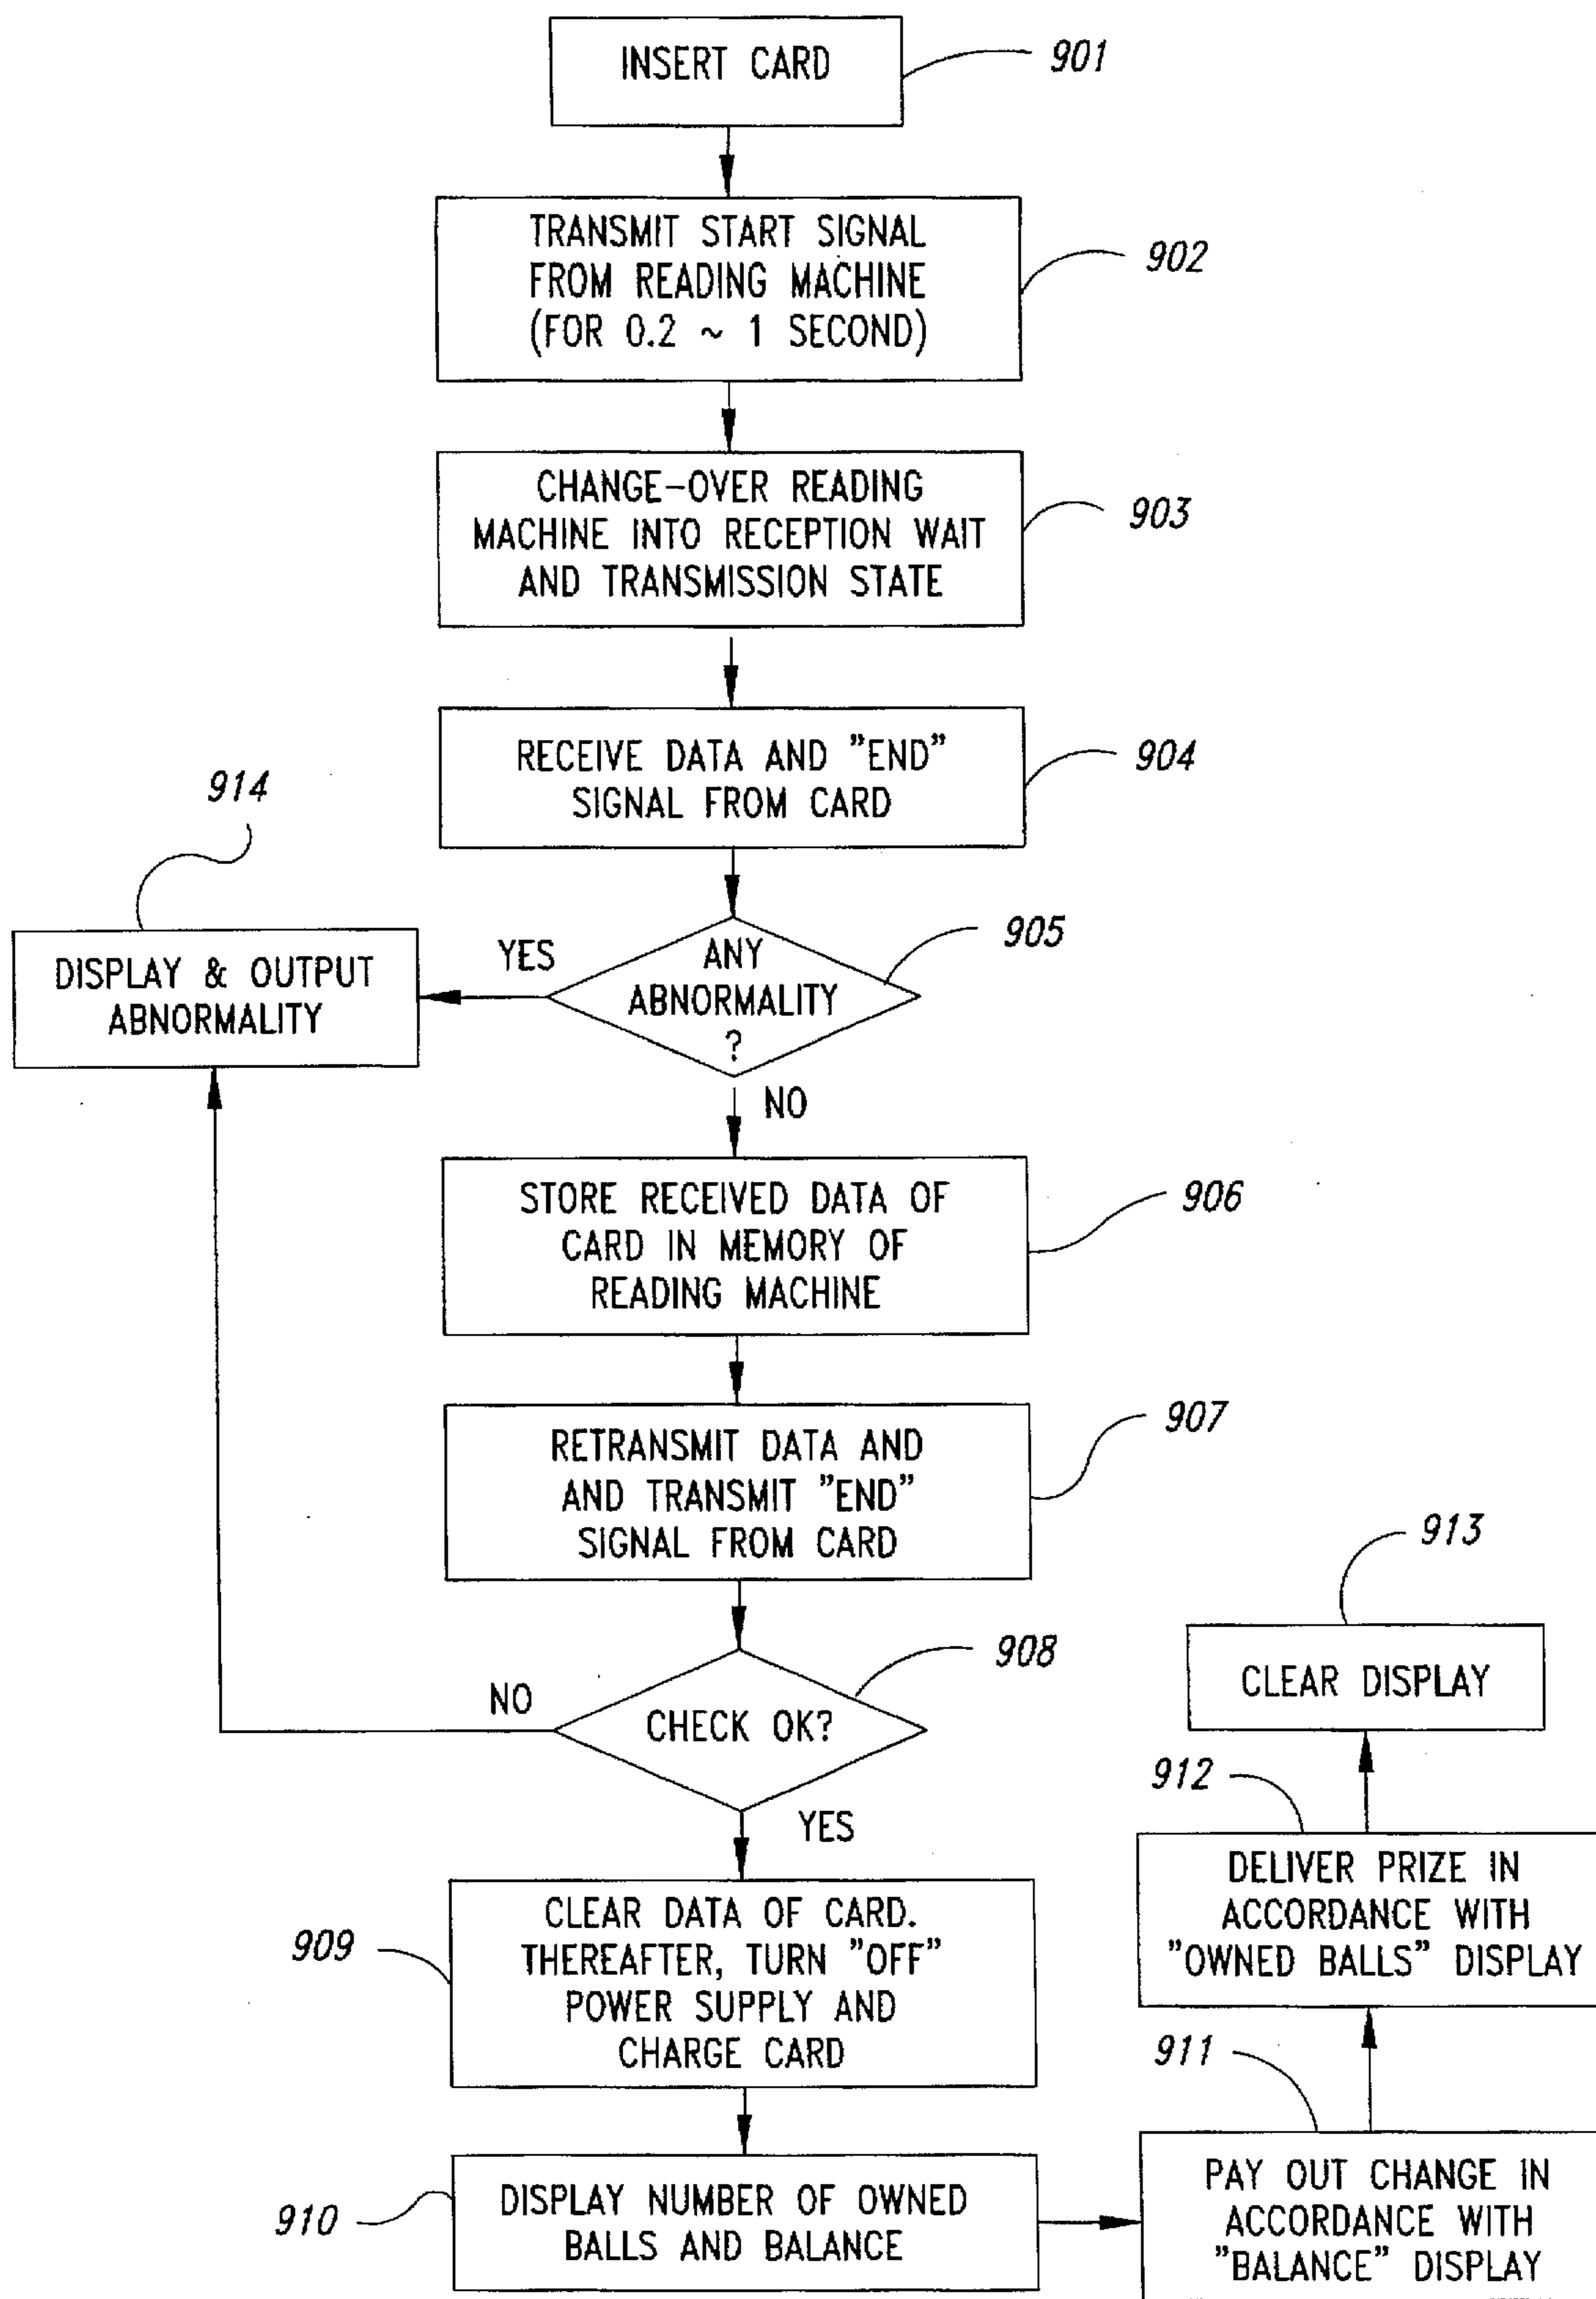 INSERT CARD
901
TRANSMIT START SIGNAL
FROM READING MACHINE
(FOR 0.2 ~ 1 SECOND)
902
CHANGE-OVER READING
MACHINE INTO RECEPTION WAIT
AND TRANSMISSION STATE
903
RECEIVE DATA AND "END"
SIGNAL FROM CARD
904
914
DISPLAY & OUTPUT
ABNORMALITY
YES
ANY
ABNORMALITY
?
905
NO
STORE RECEIVED DATA OF
CARD IN MEMORY OF
READING MACHINE
906
RETRANSMIT DATA AND
AND TRANSMIT "END"
SIGNAL FROM CARD
907
NO
CHECK OK?
908
YES
909
CLEAR DATA OF CARD.
THEREAFTER, TURN "OFF"
POWER SUPPLY AND
CHARGE CARD
910
DISPLAY NUMBER OF OWNED
BALLS AND BALANCE
911
PAY OUT CHANGE IN
ACCORDANCE WITH
"BALANCE" DISPLAY
912
DELIVER PRIZE IN
ACCORDANCE WITH
"OWNED BALLS" DISPLAY
913
CLEAR DISPLAY